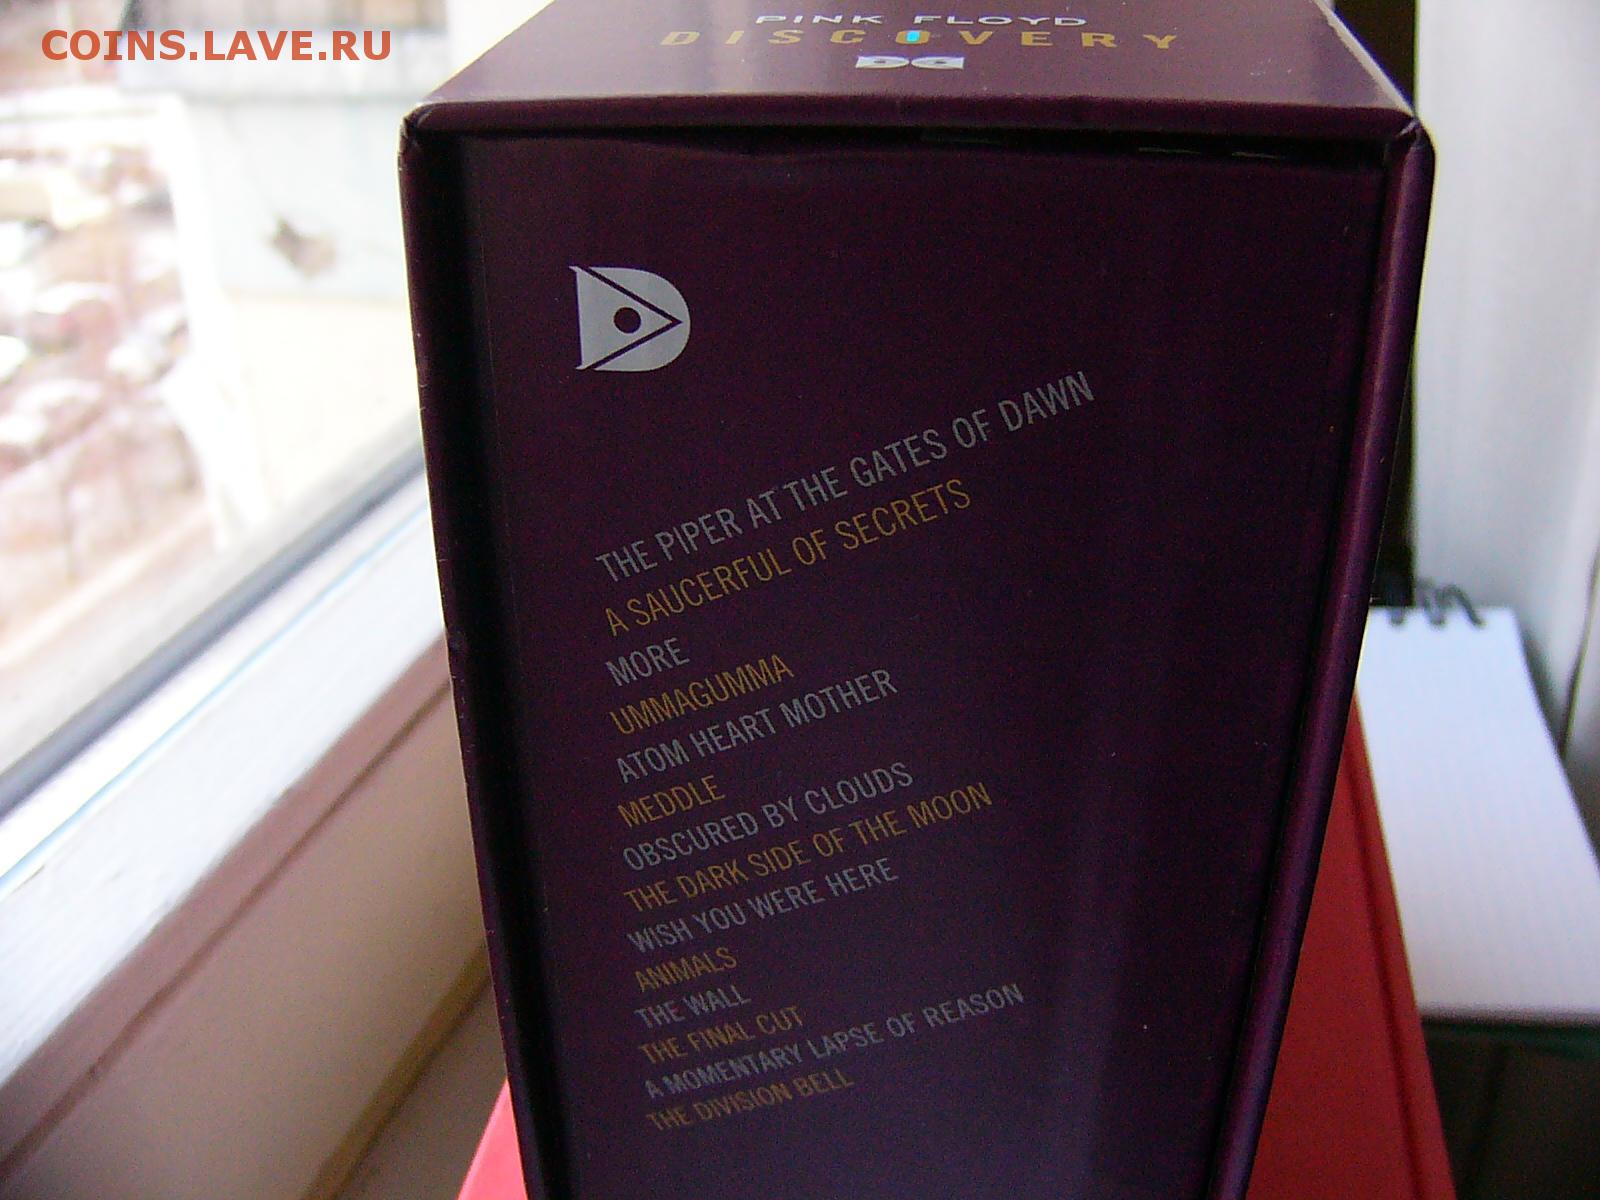 COINS.LAVE.RU
PINK FLOYD
DISCOVERY
THE PIPER AT THE GATES OF DAWN
A SAUCERFUL OF SECRETS
MORE
UMMAGUMMA
ATOM HEART MOTHER
MEDDLE
OBSCURED BY CLOUDS
THE DARK SIDE OF THE MOON
WISH YOU WERE HERE
ANIMALS
THE WALL
THE FINAL CUT
A MOMENTARY LAPSE OF REASON
THE DIVISION BELL